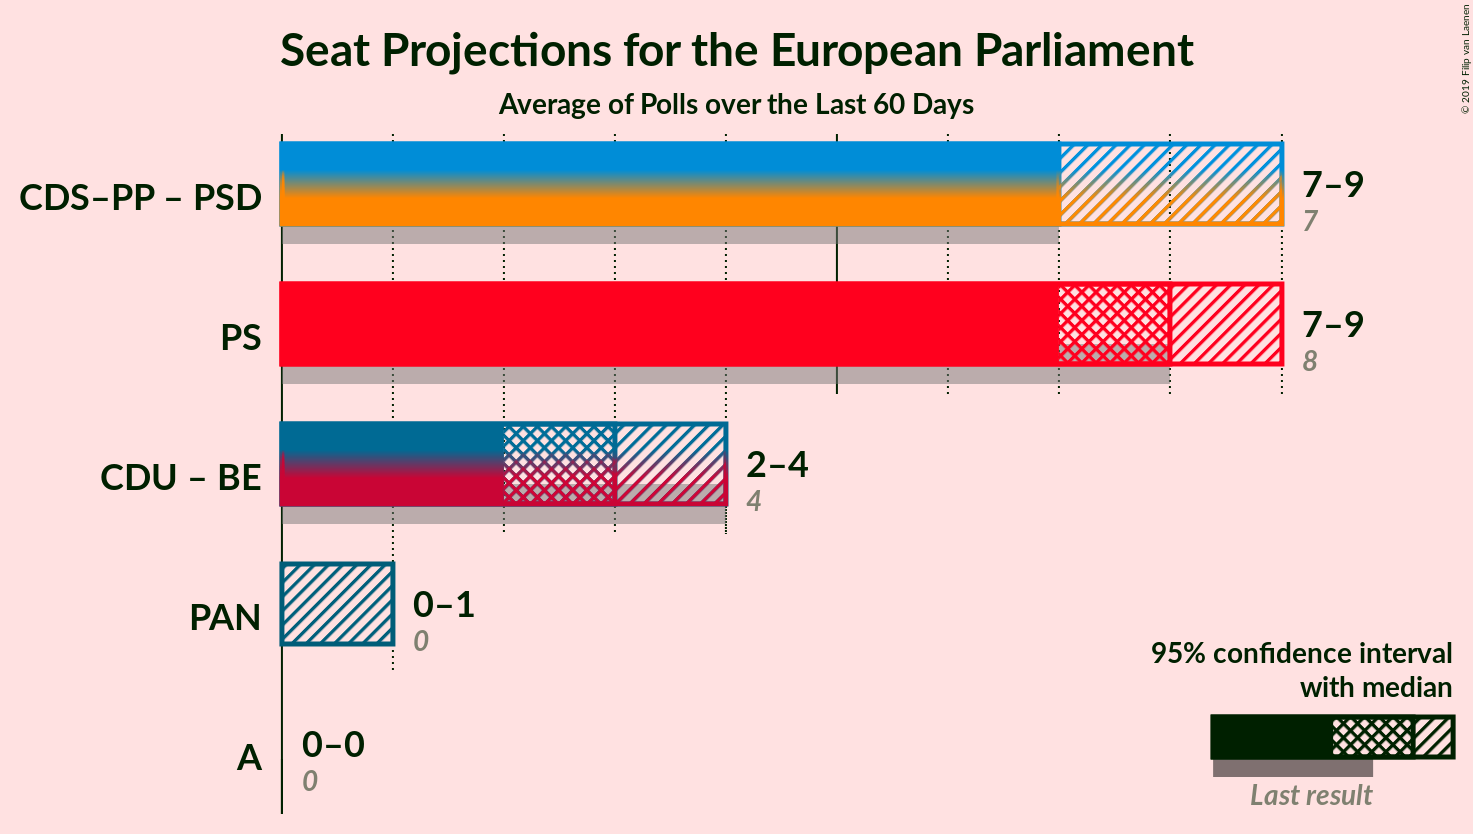 Seat Projections for the European Parliament
Average of Polls over the Last 60 Days
© 2019 Filip van Laenen
CDS–PP – PSD
7–9
7
PS
7–9
8
CDU – BE
2–4
4
PAN
0–1
0
A
0–0
0
95% confidence interval
with median
Last result